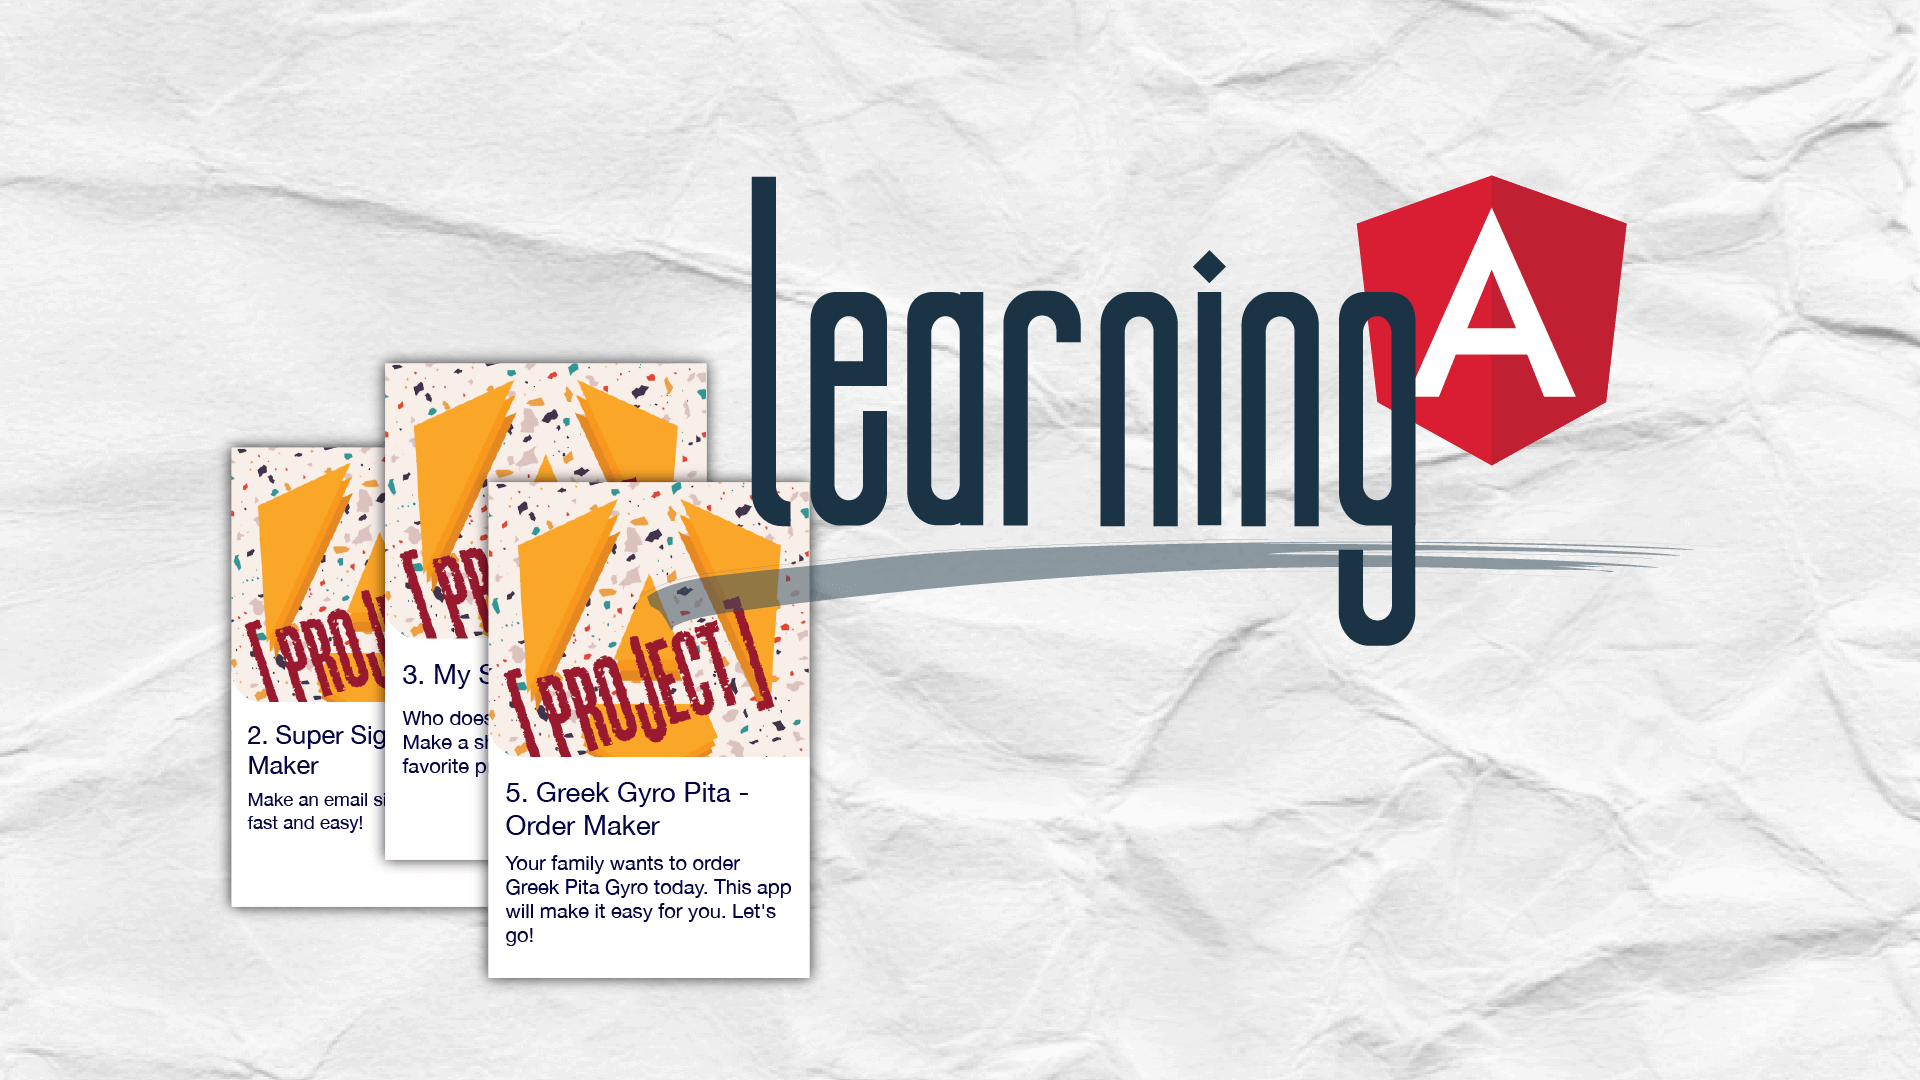 learning
A
[ PROJ
2. Super Sig
Maker
Make an email si
fast and easy!
[ PR
3. My S
Who does
Make a sh
favorite p
[ PROJECT ]
5. Greek Gyro Pita -
Order Maker
Your family wants to order
Greek Pita Gyro today. This app
will make it easy for you. Let's
go!